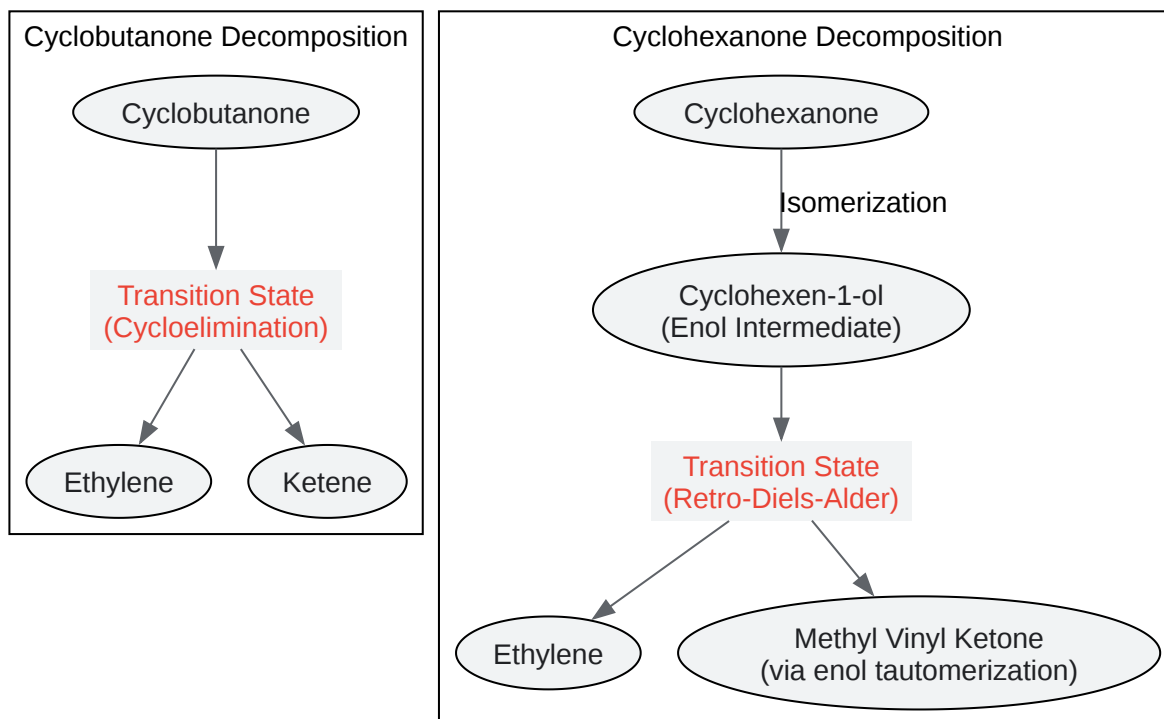 Cyclobutanone Decomposition
Cyclobutanone
Transition State
(Cycloelimination)
Ethylene
Ketene
Cyclohexanone Decomposition
Cyclohexanone
Isomerization
Cyclohexen-1-ol
(Enol Intermediate)
Transition State
(Retro-Diels-Alder)
Ethylene
Methyl Vinyl Ketone
(via enol tautomerization)